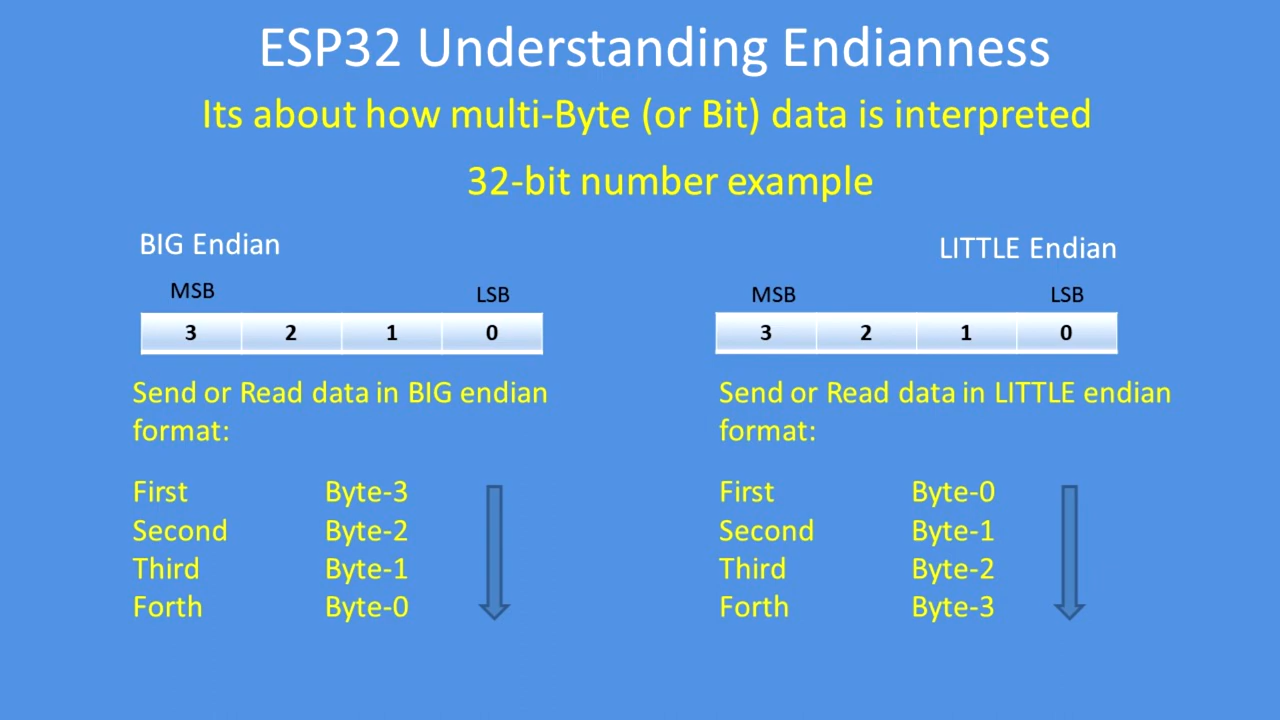 ESP32 Understanding Endianness
Its about how multi-Byte (or Bit) data is interpreted
32-bit number example
BIG Endian
MSB LSB
3 2 1 0
Send or Read data in BIG endian
format:
First Byte-3
Second Byte-2
Third Byte-1
Forth Byte-0
LITTLE Endian
MSB LSB
3 2 1 0
Send or Read data in LITTLE endian
format:
First Byte-0
Second Byte-1
Third Byte-2
Forth Byte-3